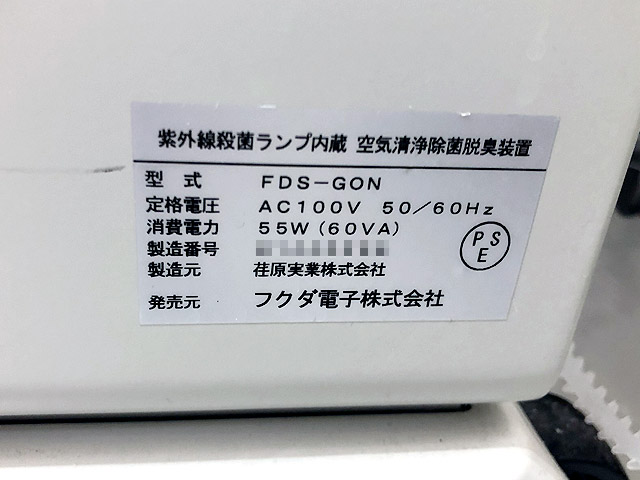 紫外線殺菌ランプ内蔵 空気清浄除菌脱臭装置
型式 FDS-GON
定格電圧 AC100V 50/60Hz
消費電力 55W(60VA)
製造番号
製造元 荏原実業株式会社
発売元 フクダ電子株式会社
PSE